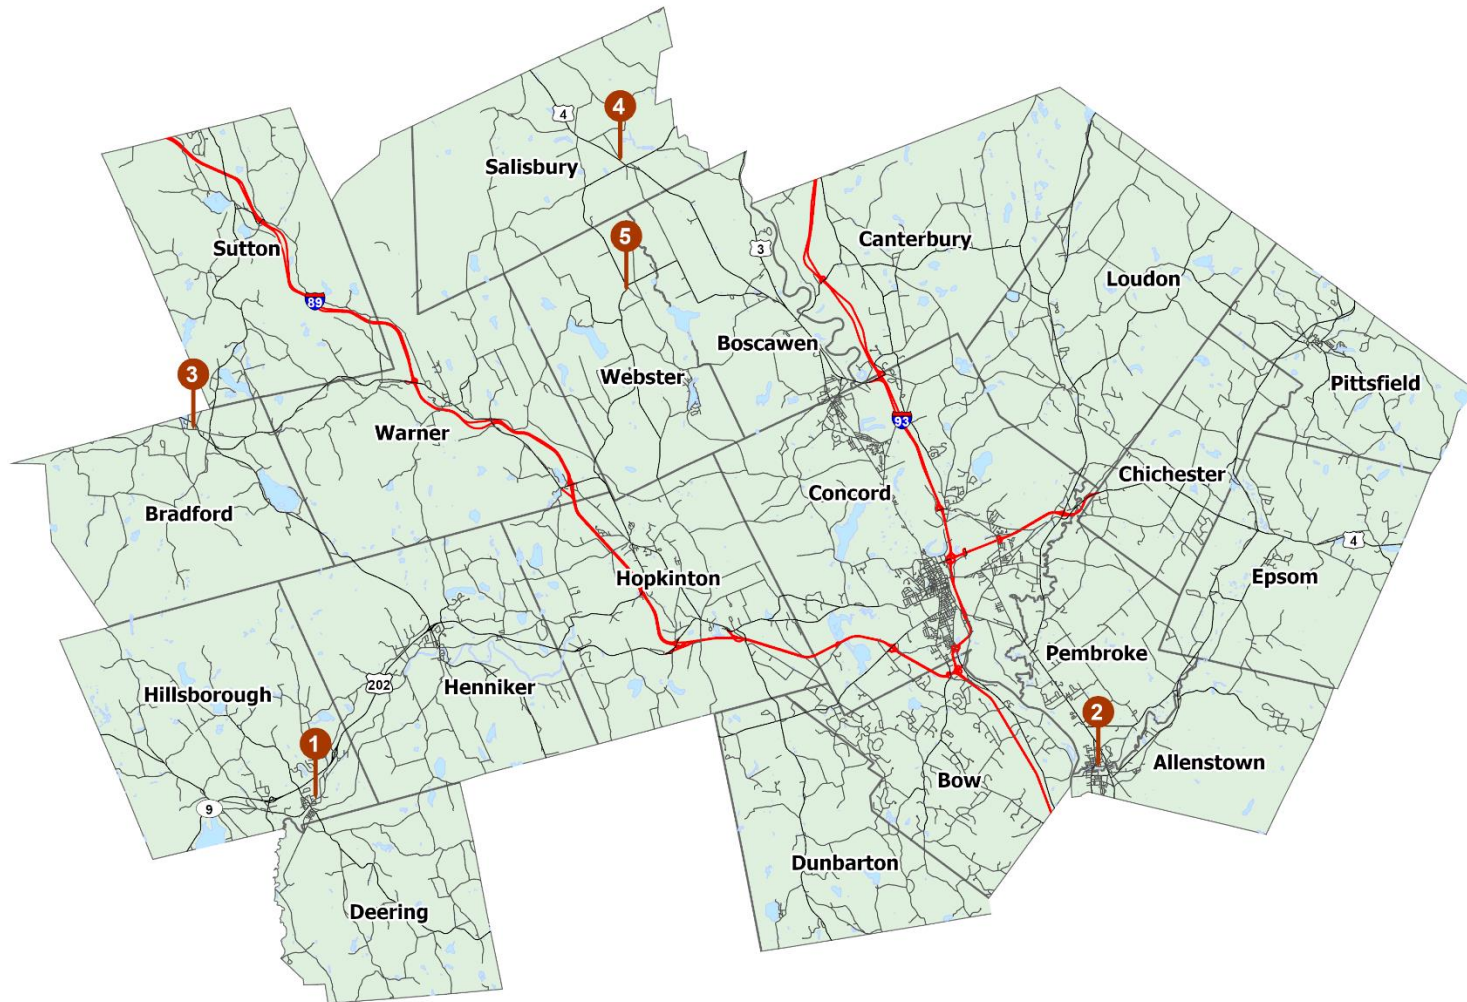 4
4
Salisbury
5
Sutton
3
Canterbury
Loudon
89
Boscawen
3
Webster
Pittsfield
93
Warner
Chichester
Concord
Bradford
4
Hopkinton
Epsom
Pembroke
202
Henniker
Hillsborough
2
1
Allenstown
Bow
9
Dunbarton
Deering